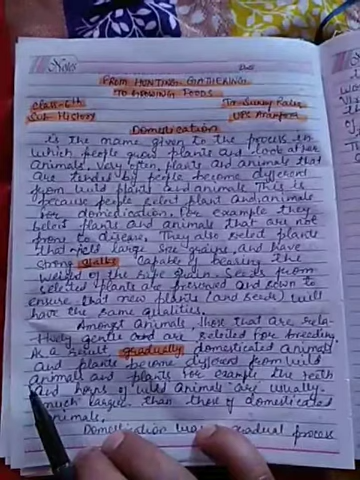 Notes
Date
FROM HUNTING GATHERING
TO GROWING FOODS
Class-6th
Sub-History
UPS Aranpora
Domestication
is the name given to the process in
which people grow plants and look after
animals very often plants and animals that
are tended by people become different
from wild plants and animals This is
because people select plant and animals
for domestication. For example they
select plants and animals that are not
prone to disease. They also select plants
that yield large size grains, and have
strong stalks Capable of bearing the
weight of the ripe grain. Seeds from
selected plants are preserved and sown to
ensure that new plants (and seeds) will
have the same qualities.
Amongst Animals, Those that are rela-
tively gentle and are selected for breeding.
As a result gradually domesticated animals
and plants become different from wild
animals and plants for example the teeth
and horns of wild animals are usually
much larger than those of domesticated
animals.
Domestication was a gradual process